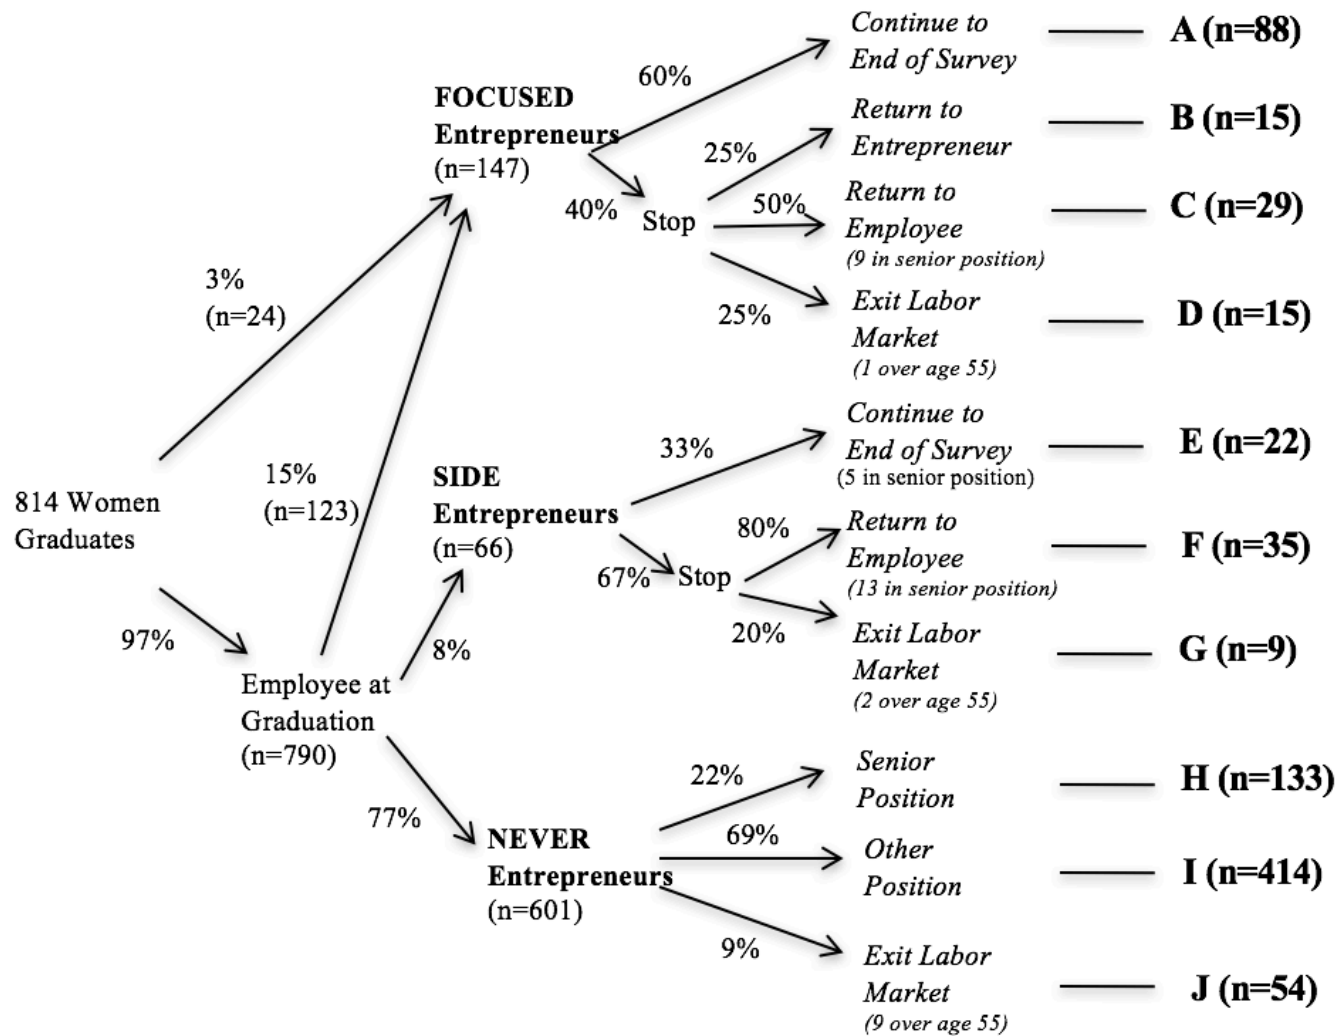 814 Women
Graduates
3%
(n=24)
97%
Employee at
Graduation
(n=790)
15%
(n=123)
8%
77%
FOCUSED
Entrepreneurs
(n=147)
60%
40%
Stop
25%
50%
25%
Continue to
End of Survey
A (n=88)
Return to
Entrepreneur
B (n=15)
Return to
Employee
(9 in senior position)
C (n=29)
Exit Labor
Market
(1 over age 55)
D (n=15)
SIDE
Entrepreneurs
(n=66)
33%
67%
Stop
80%
20%
Continue to
End of Survey
(5 in senior position)
E (n=22)
Return to
Employee
(13 in senior position)
F (n=35)
Exit Labor
Market
(2 over age 55)
G (n=9)
NEVER
Entrepreneurs
(n=601)
22%
69%
9%
Senior
Position
H (n=133)
Other
Position
I (n=414)
Exit Labor
Market
(9 over age 55)
J (n=54)